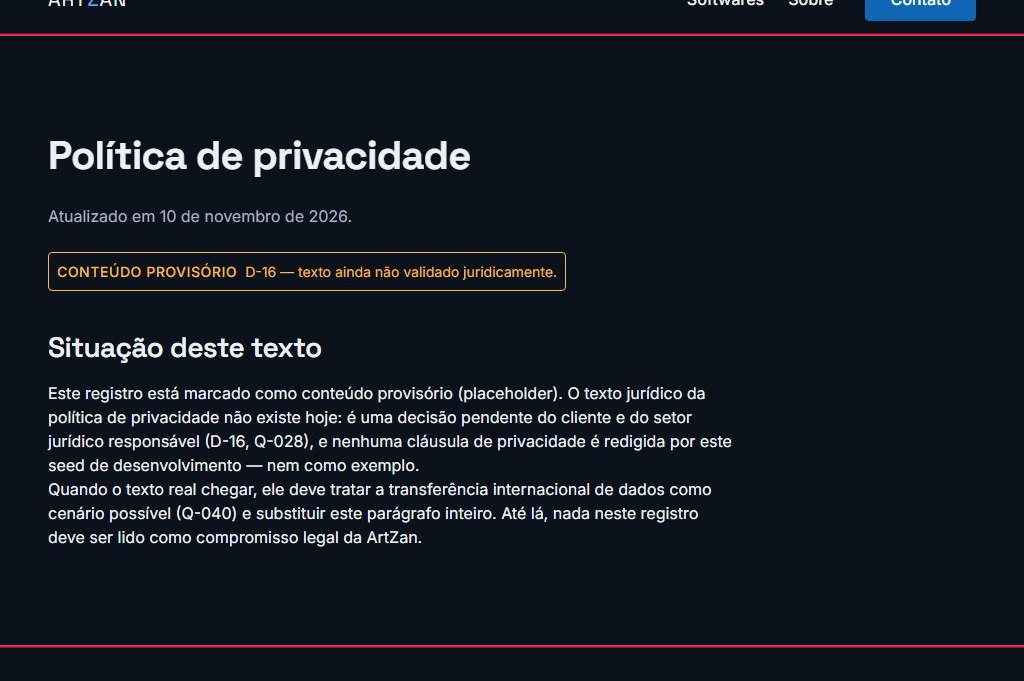 ARTZAN
Softwares Sobre Contato
Política de privacidade
Atualizado em 10 de novembro de 2026.
CONTEÚDO PROVISÓRIO D-16 — texto ainda não validado juridicamente.
Situação deste texto
Este registro está marcado como conteúdo provisório (placeholder). O texto jurídico da
política de privacidade não existe hoje: é uma decisão pendente do cliente e do setor
jurídico responsável (D-16, Q-028), e nenhuma cláusula de privacidade é redigida por este
seed de desenvolvimento — nem como exemplo.
Quando o texto real chegar, ele deve tratar a transferência internacional de dados como
cenário possível (Q-040) e substituir este parágrafo inteiro. Até lá, nada neste registro
deve ser lido como compromisso legal da ArtZan.